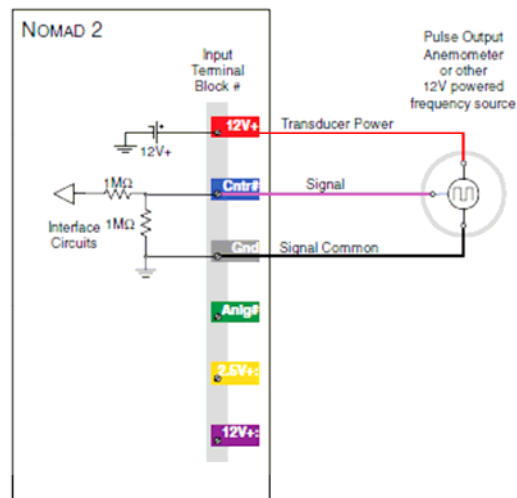 NOMAD 2
Input
Terminal
Block #
Pulse Output
Anemometer
or other
12V powered
frequency source
12V+
Transducer Power
12V+
1MΩ
Cntr#
Signal
Interface
Circuits
1MΩ
Gnd
Signal Common
Anlg#
2.5V+:
12V+: